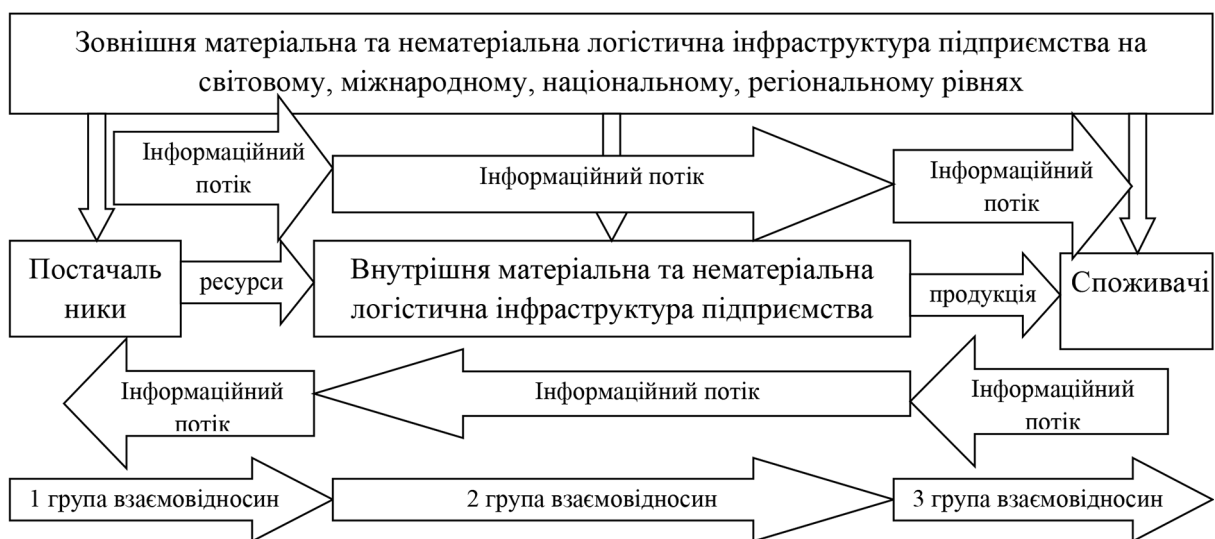 Зовнішня матеріальна та нематеріальна логістична інфраструктура підприємства на
світовому, міжнародному, національному, регіональному рівнях
Інформаційний
потік
Інформаційний потік
Інформаційний
потік
Постачаль
ники
ресурси
Внутрішня матеріальна та нематеріальна
логістична інфраструктура підприємства
продукція
Споживачі
Інформаційний
потік
Інформаційний потік
Інформаційний
потік
1 група взаємовідносин
2 група взаємовідносин
3 група взаємовідносин